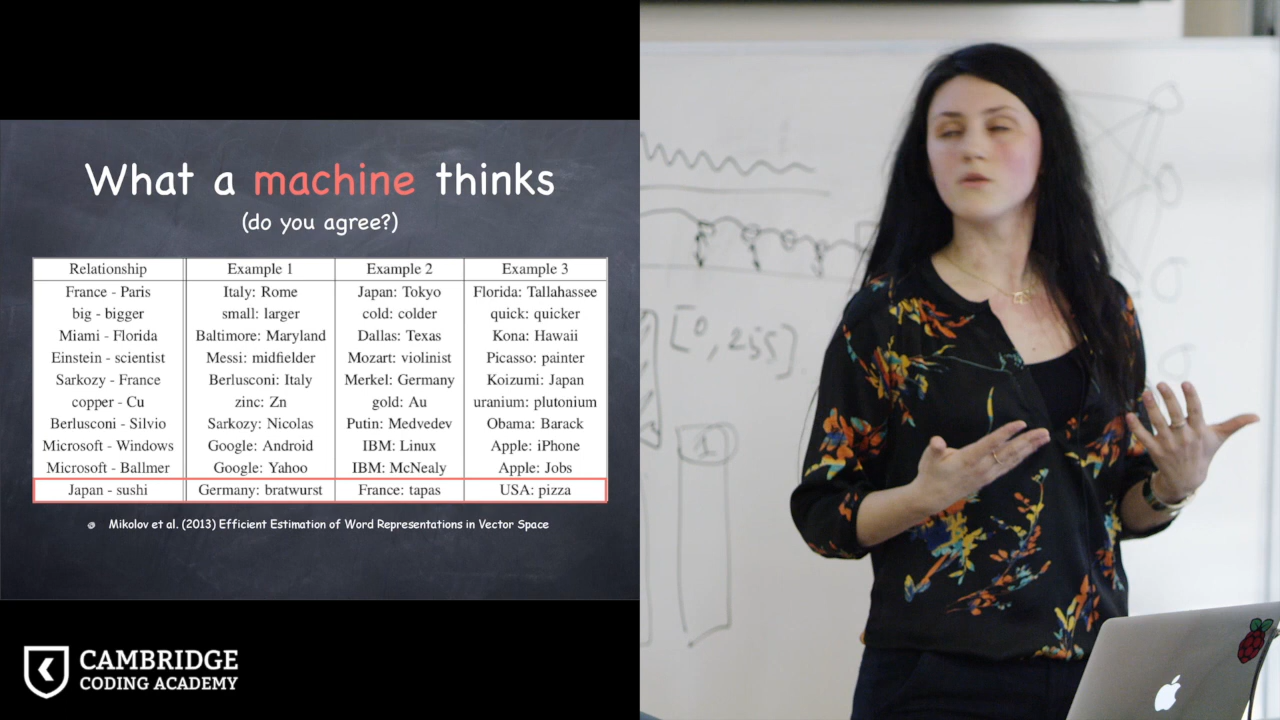 What a machine thinks
(do you agree?)
Relationship Example 1 Example 2 Example 3
France - Paris Italy: Rome Japan: Tokyo Florida: Tallahassee
big - bigger small: larger cold: colder quick: quicker
Miami - Florida Baltimore: Maryland Dallas: Texas Kona: Hawaii
Einstein - scientist Messi: midfielder Mozart: violinist Picasso: painter
Sarkozy - France Berlusconi: Italy Merkel: Germany Koizumi: Japan
copper - Cu zinc: Zn gold: Au uranium: plutonium
Berlusconi - Silvio Sarkozy: Nicolas Putin: Medvedev Obama: Barack
Microsoft - Windows Google: Android IBM: Linux Apple: iPhone
Microsoft - Ballmer Google: Yahoo IBM: McNealy Apple: Jobs
Japan - sushi Germany: bratwurst France: tapas USA: pizza
Mikolov et al. (2013) Efficient Estimation of Word Representations in Vector Space
CAMBRIDGE
CODING ACADEMY
[0, 255]
1